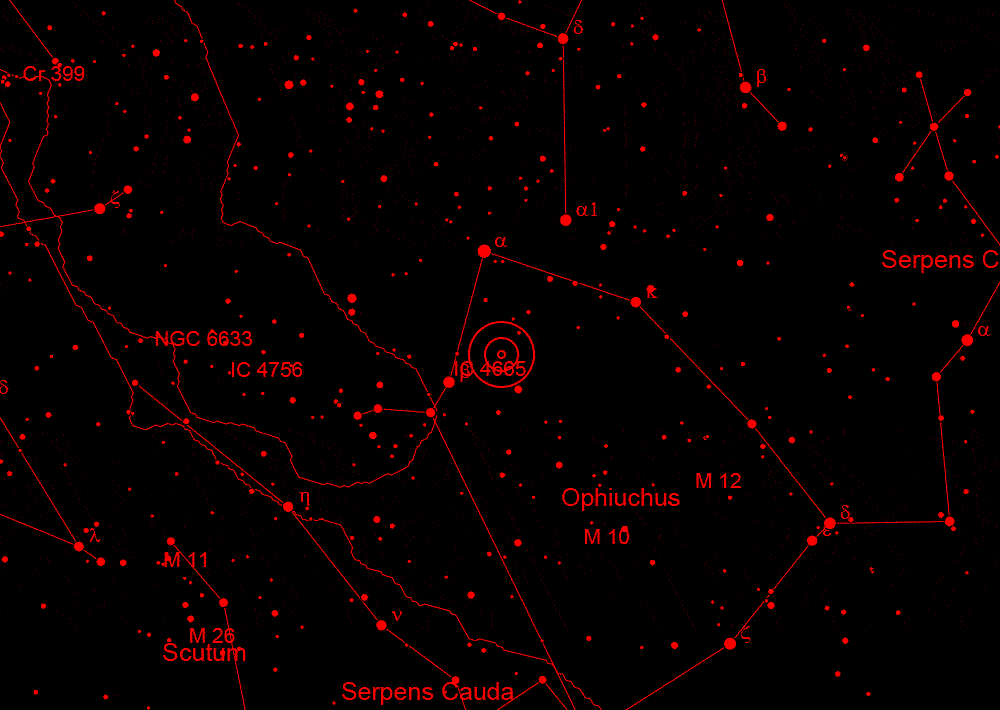 δ
β
Cr 399
ζ
α1
α
Serpens C
κ
α
NGC 6633
IC 4756
IC 4665
β
δ
M 12
η
Ophiuchus
δ
ε
M 10
λ
M 11
ν
M 26
ζ
Scutum
Serpens Cauda